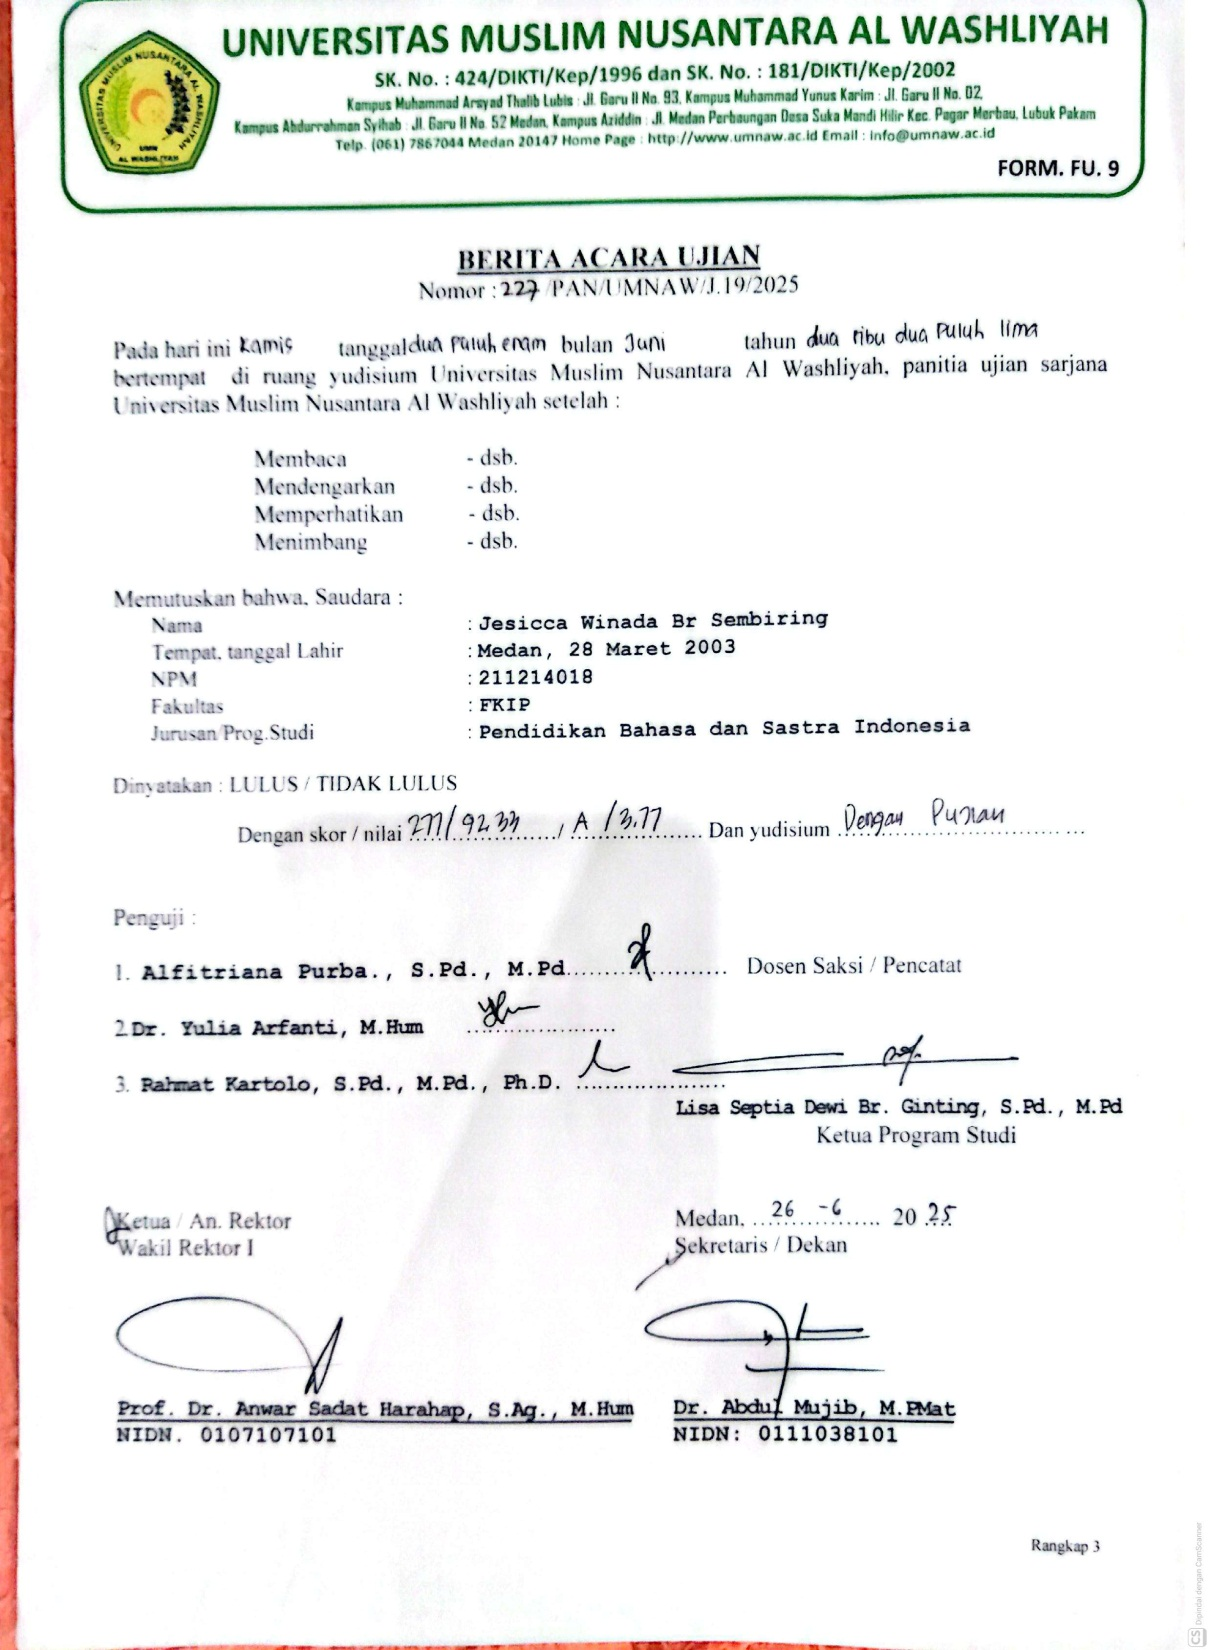 UNIVERSITAS MUSLIM NUSANTARA AL WASHLIYAH
SK. No. : 424/DIKTI/Kep/1996 dan SK. No. : 181/DIKTI/Kep/2002
Kampus Muhammad Arsyad Thalib Lubis : Jl. Garu II No. 93, Kampus Muhammad Yunus Karim : Jl. Garu II No. 02,
Kampus Abdurrahman Syihab : Jl. Garu II No. 52 Medan, Kampus Aziddin : Jl. Medan Perbaungan Desa Suka Mandi Hilir Kec. Pagar Merbau, Lubuk Pakam
Telp. (061) 7867044 Medan 20147 Home Page : http://www.umnaw.ac.id Email : info@umnaw.ac.id
UNIVERSITAS MUSLIM NUSANTARA AL WASHLIYAH
UMN
AL WASHLIYAH
FORM. FU. 9
BERITA ACARA UJIAN
Nomor : 227 /PAN/UMNAW/J.19/2025
Pada hari ini Kamis tanggal dua puluh enam bulan Juni tahun dua ribu dua puluh lima
bertempat di ruang yudisium Universitas Muslim Nusantara Al Washliyah, panitia ujian sarjana
Universitas Muslim Nusantara Al Washliyah setelah :
Membaca - dsb.
Mendengarkan - dsb.
Memperhatikan - dsb.
Menimbang - dsb.
Memutuskan bahwa, Saudara :
Nama : Jesicca Winada Br Sembiring
Tempat, tanggal Lahir : Medan, 28 Maret 2003
NPM : 211214018
Fakultas : FKIP
Jurusan/Prog.Studi : Pendidikan Bahasa dan Sastra Indonesia
Dinyatakan : LULUS / TIDAK LULUS
Dengan skor / nilai 277/92.33 / A /3.77 Dan yudisium Dengan Pujian
Penguji :
1. Alfitriana Purba., S.Pd., M.Pd. Dosen Saksi / Pencatat
2.Dr. Yulia Arfanti, M.Hum
3. Rahmat Kartolo, S.Pd., M.Pd., Ph.D.
Lisa Septia Dewi Br. Ginting, S.Pd., M.Pd
Ketua Program Studi
Ketua / An. Rektor
Wakil Rektor I
Medan, 26 -6 20 25
Sekretaris / Dekan
Prof. Dr. Anwar Sadat Harahap, S.Ag., M.Hum
NIDN. 0107107101
Dr. Abdul Mujib, M.PMat
NIDN: 0111038101
Rangkap 3
CS Dipindai dengan CamScanner